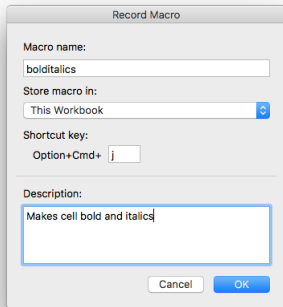 Record Macro
Macro name:
bolditalics
Store macro in:
This Workbook
Shortcut key:
Option+Cmd+ j
Description:
Makes cell bold and italics
Cancel OK